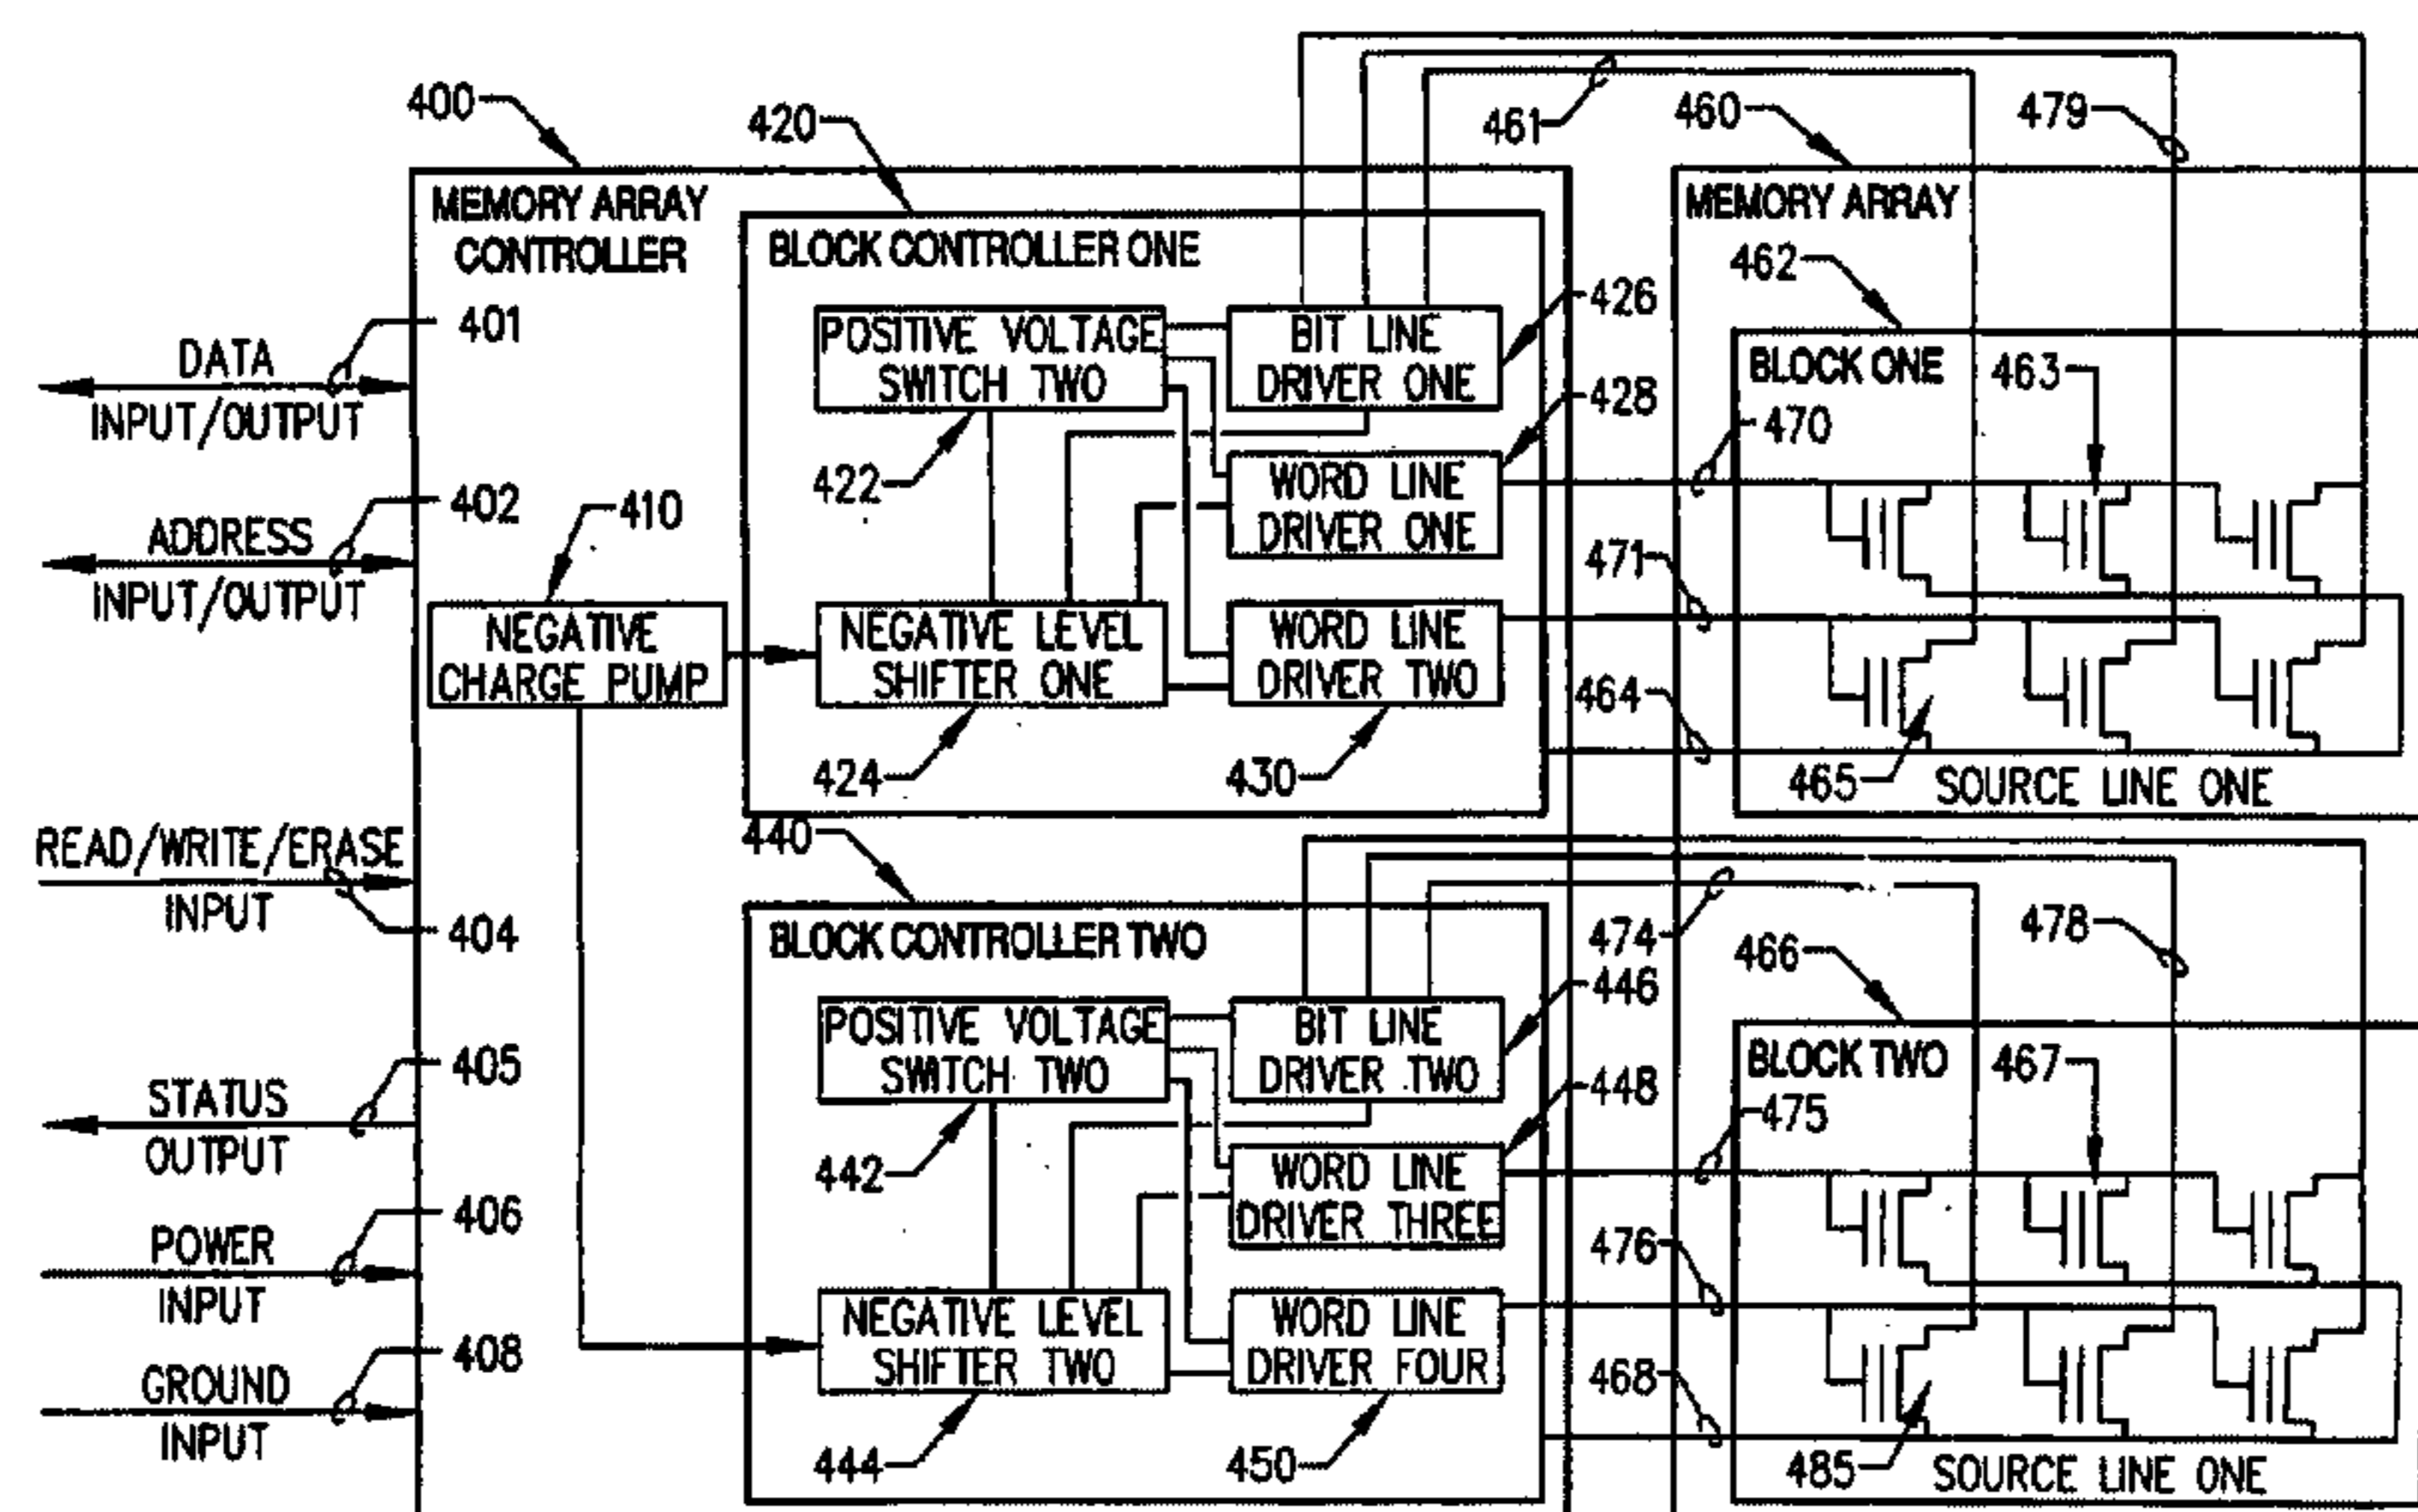 400
420
461
460
479
MEMORY ARRAY
CONTROLLER
BLOCK CONTROLLER ONE
MEMORY ARRAY
462
401
DATA
INPUT/OUTPUT
POSITIVE VOLTAGE
SWITCH TWO
BIT LINE
DRIVER ONE
426
428
BLOCK ONE
463
470
422
402
ADDRESS
INPUT/OUTPUT
410
WORD LINE
DRIVER ONE
471
NEGATIVE
CHARGE PUMP
NEGATIVE LEVEL
SHIFTER ONE
WORD LINE
DRIVER TWO
464
424
430
465
SOURCE LINE ONE
READ/WRITE/ERASE
INPUT
404
440
BLOCK CONTROLLER TWO
474
478
466
446
POSITIVE VOLTAGE
SWITCH TWO
BIT LINE
DRIVER TWO
448
BLOCK TWO
467
475
405
STATUS
OUTPUT
442
WORD LINE
DRIVER THREE
406
POWER
INPUT
476
NEGATIVE LEVEL
SHIFTER TWO
WORD LINE
DRIVER FOUR
408
GROUND
INPUT
468
444
450
485
SOURCE LINE ONE